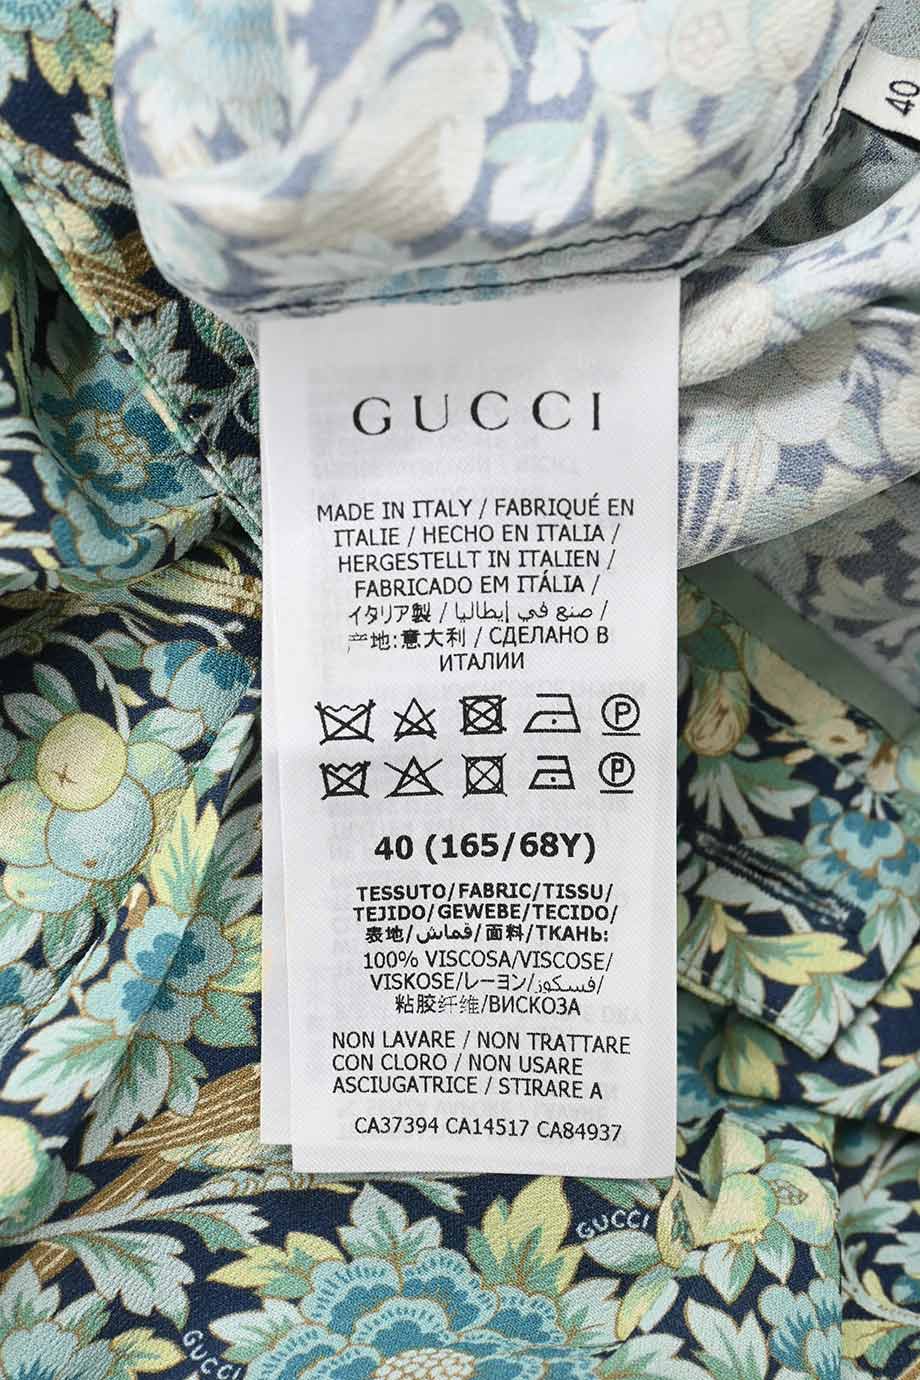 40
GUCCI
MADE IN ITALY / FABRIQUÉ EN
ITALIE / HECHO EN ITALIA /
HERGESTELLT IN ITALIEN /
FABRICADO EM ITÁLIA /
イタリア製 / صنع في إيطاليا /
产地:意大利 / СДЕЛАНО В
ИТАЛИИ
P
P
40 (165/68Y)
TESSUTO/FABRIC/TISSU/
TEJIDO/GEWEBE/TECIDO/
表地/قماش/面料/ТКАНЬ:
100% VISCOSA/VISCOSE/
VISKOSE/レーヨン/فسكوز/
粘胶纤维/ВИСКОЗА
NON LAVARE / NON TRATTARE
CON CLORO / NON USARE
ASCIUGATRICE / STIRARE A
CA37394 CA14517 CA84937
GUCCI
GUCCI